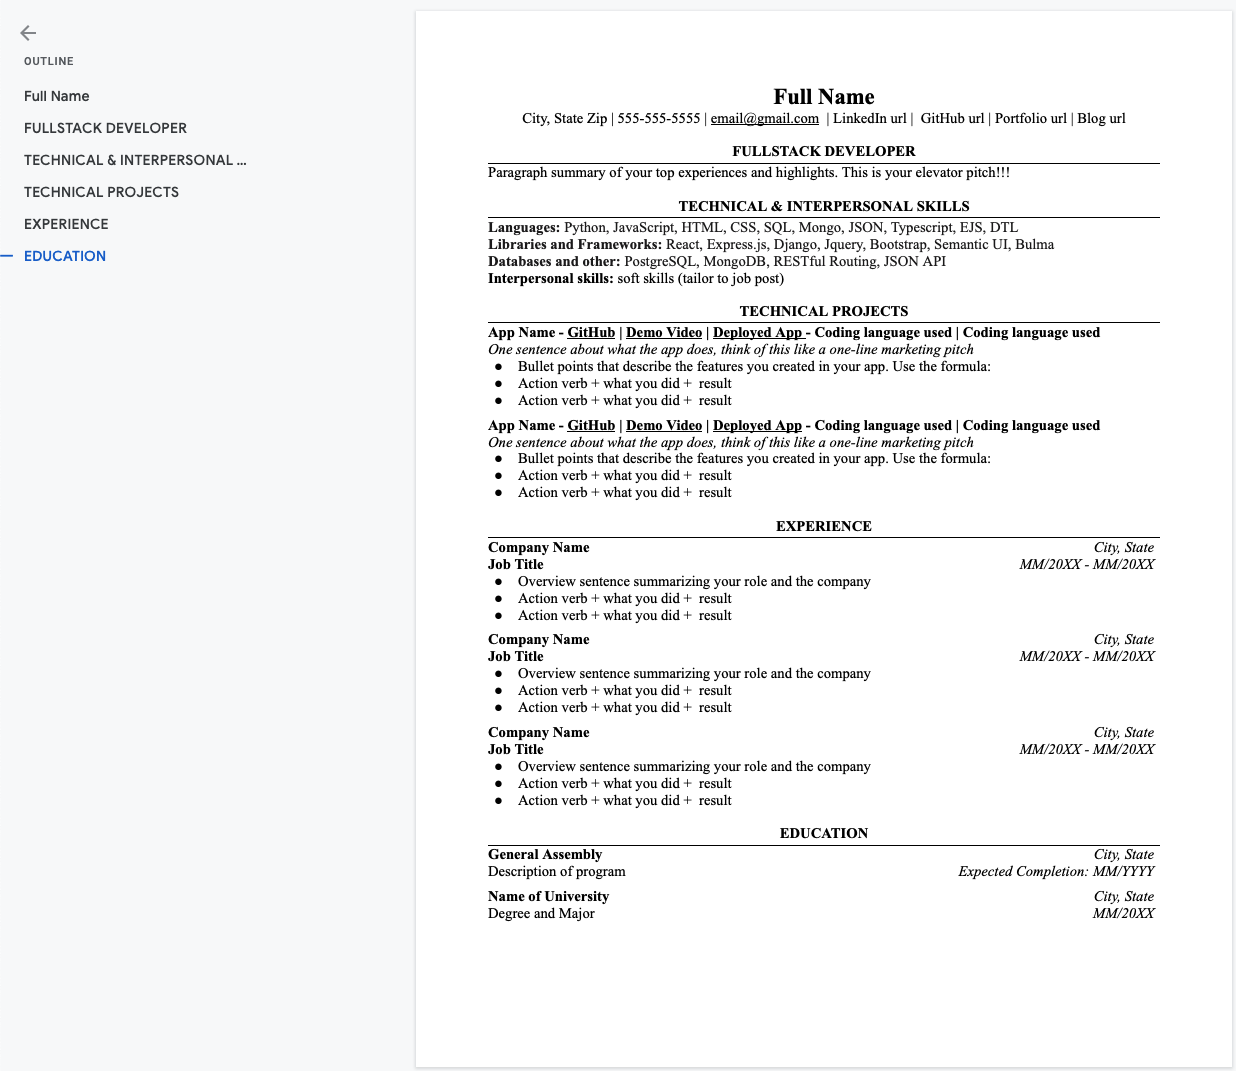 OUTLINE
Full Name
FULLSTACK DEVELOPER
TECHNICAL & INTERPERSONAL ...
TECHNICAL PROJECTS
EXPERIENCE
EDUCATION
Full Name
City, State Zip | 555-555-5555 | email@gmail.com | LinkedIn url | GitHub url | Portfolio url | Blog url
FULLSTACK DEVELOPER
Paragraph summary of your top experiences and highlights. This is your elevator pitch!!!
TECHNICAL & INTERPERSONAL SKILLS
Languages: Python, JavaScript, HTML, CSS, SQL, Mongo, JSON, Typescript, EJS, DTL
Libraries and Frameworks: React, Express.js, Django, Jquery, Bootstrap, Semantic UI, Bulma
Databases and other: PostgreSQL, MongoDB, RESTful Routing, JSON API
Interpersonal skills: soft skills (tailor to job post)
TECHNICAL PROJECTS
App Name - GitHub | Demo Video | Deployed App - Coding language used | Coding language used
One sentence about what the app does, think of this like a one-line marketing pitch
● Bullet points that describe the features you created in your app. Use the formula:
● Action verb + what you did + result
● Action verb + what you did + result
App Name - GitHub | Demo Video | Deployed App - Coding language used | Coding language used
One sentence about what the app does, think of this like a one-line marketing pitch
● Bullet points that describe the features you created in your app. Use the formula:
● Action verb + what you did + result
● Action verb + what you did + result
EXPERIENCE
Company Name City, State
Job Title MM/20XX - MM/20XX
● Overview sentence summarizing your role and the company
● Action verb + what you did + result
● Action verb + what you did + result
Company Name City, State
Job Title MM/20XX - MM/20XX
● Overview sentence summarizing your role and the company
● Action verb + what you did + result
● Action verb + what you did + result
Company Name City, State
Job Title MM/20XX - MM/20XX
● Overview sentence summarizing your role and the company
● Action verb + what you did + result
● Action verb + what you did + result
EDUCATION
General Assembly City, State
Description of program Expected Completion: MM/YYYY
Name of University City, State
Degree and Major MM/20XX